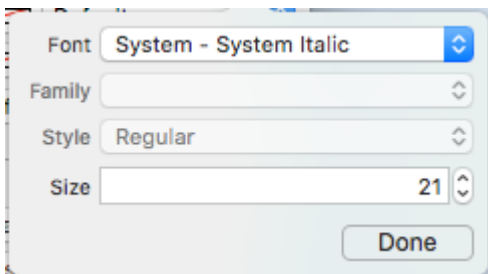 Font System - System Italic
Family
Style Regular
Size 21
Done